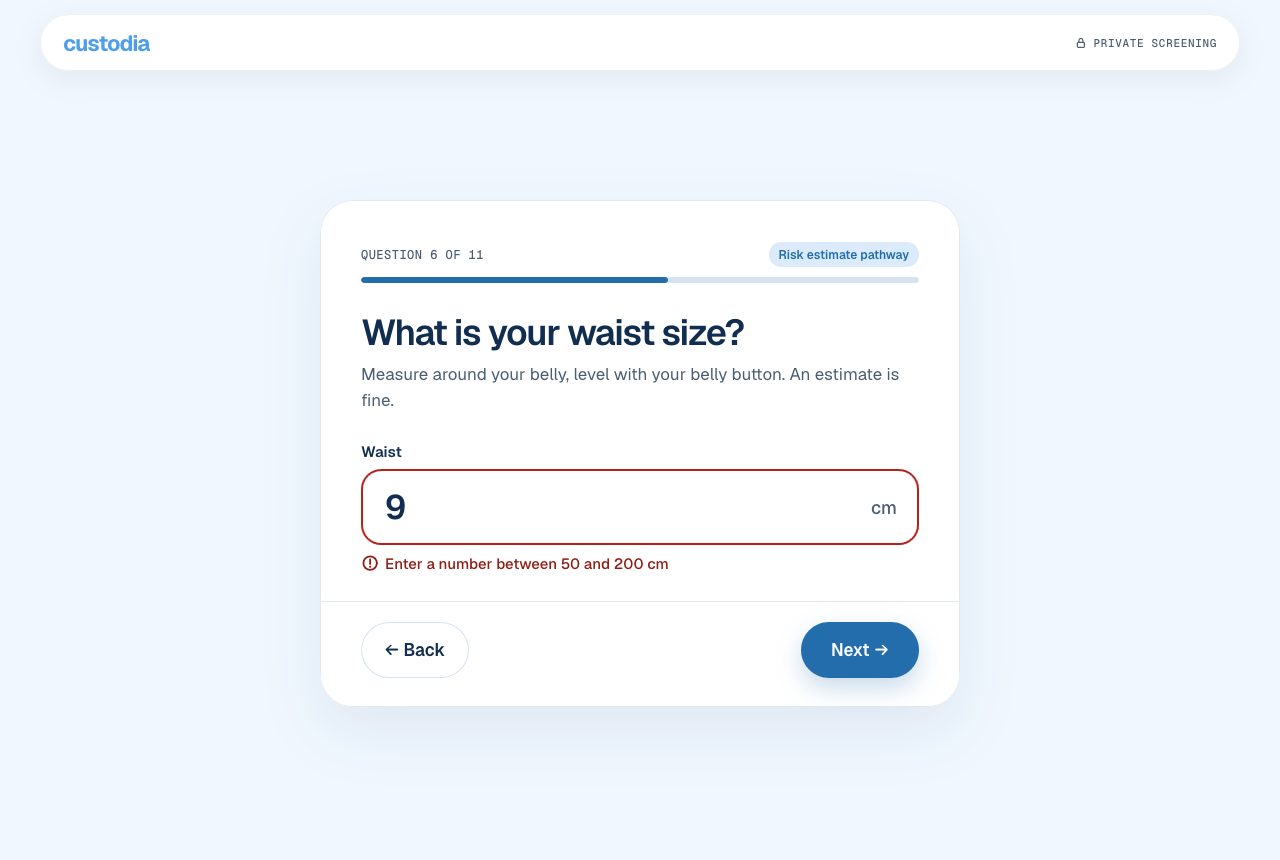 custodia
PRIVATE SCREENING
QUESTION 6 OF 11
Risk estimate pathway
What is your waist size?
Measure around your belly, level with your belly button. An estimate is
fine.
Waist
9
cm
Enter a number between 50 and 200 cm
← Back
Next →